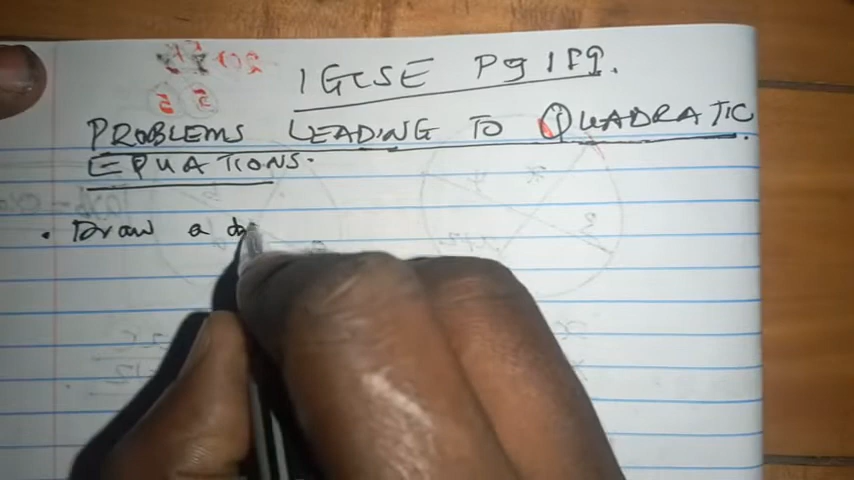 IGCSE Pg 189.
PROBLEMS LEADING TO QUADRATIC
EQUATIONS.
• Draw a